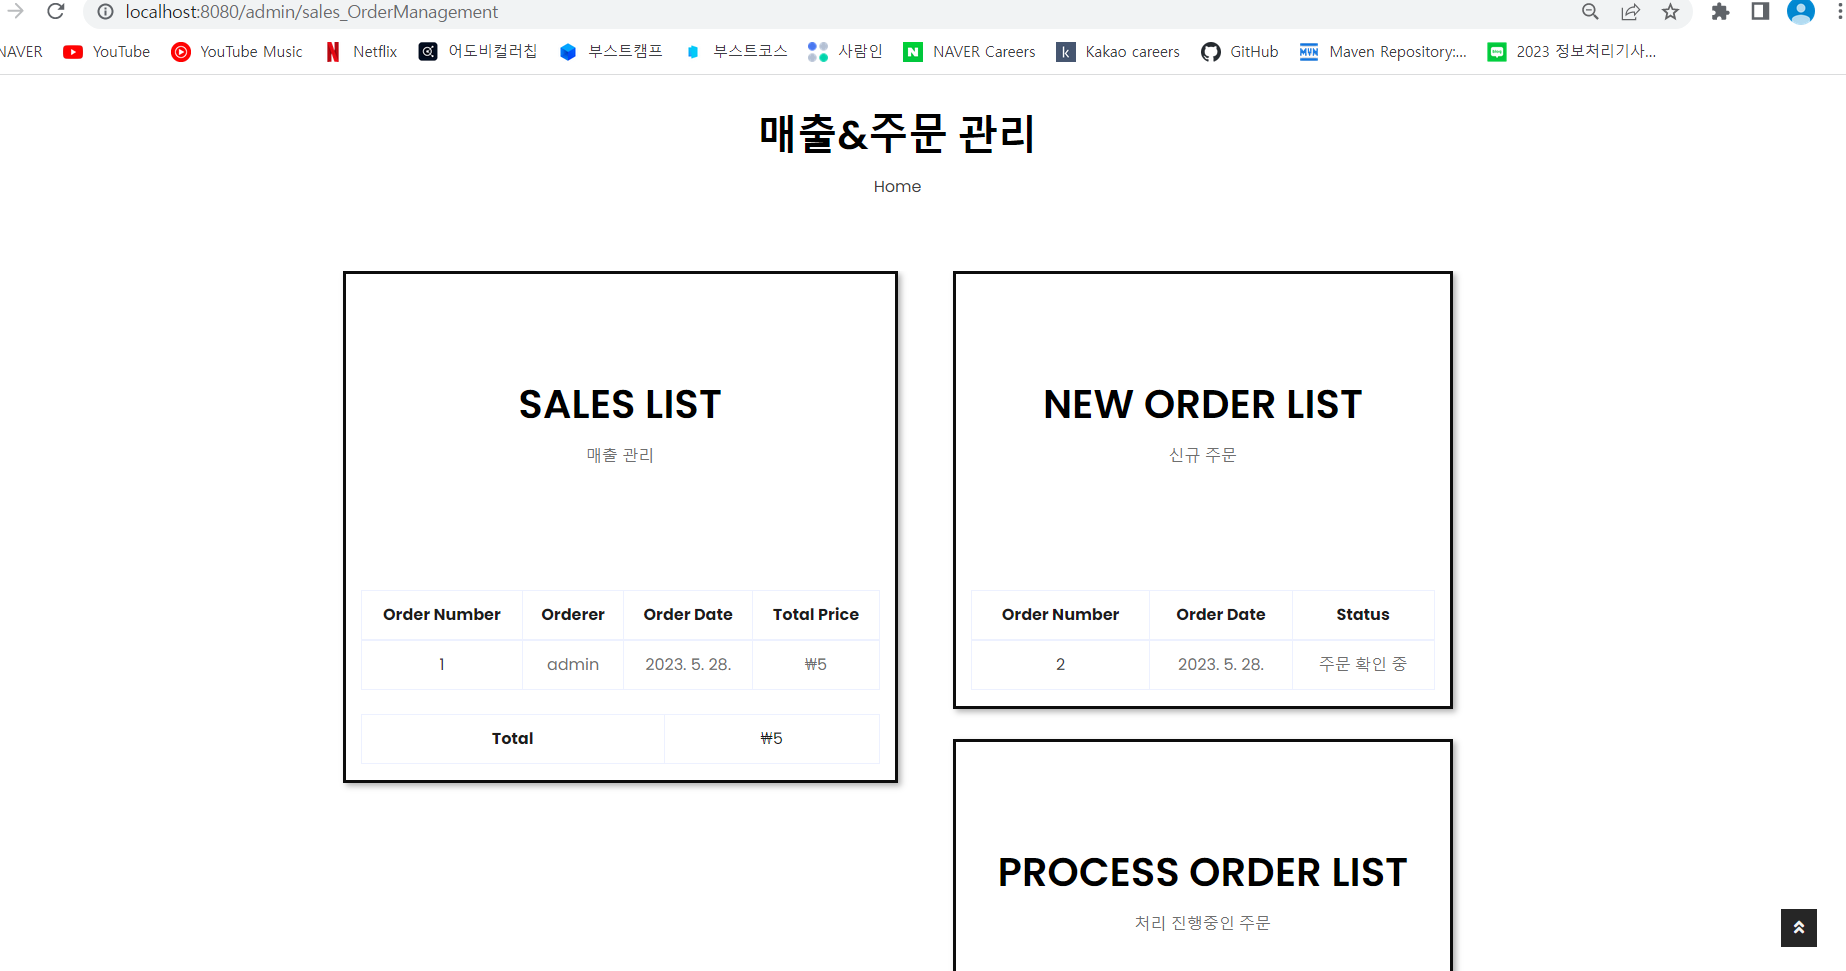 localhost:8080/admin/sales_OrderManagement
NAVER YouTube YouTube Music Netflix 어도비컬러칩 부스트캠프 부스트코스 사람인 NAVER Careers Kakao careers GitHub Maven Repository:... 2023 정보처리기사...
매출&주문 관리
Home
SALES LIST
매출 관리
Order Number Orderer Order Date Total Price
1 admin 2023. 5. 28. ₩5
Total ₩5
NEW ORDER LIST
신규 주문
Order Number Order Date Status
2 2023. 5. 28. 주문 확인 중
PROCESS ORDER LIST
처리 진행중인 주문